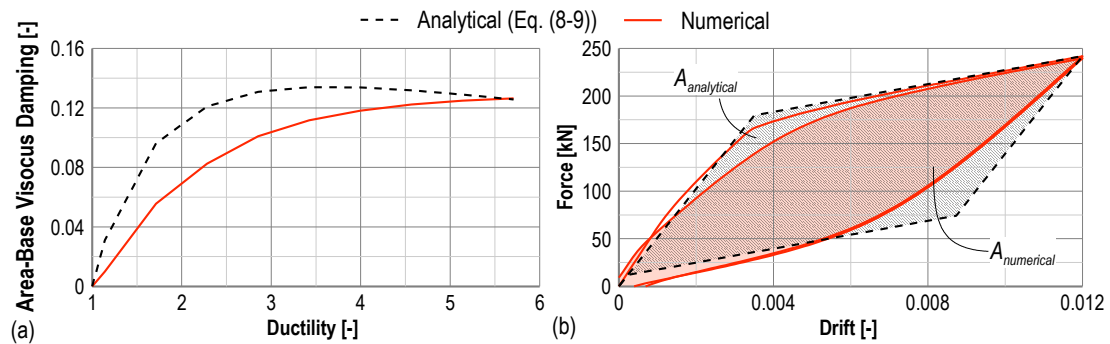 Analytical (Eq. (8-9))
Numerical
Area-Base Visocus Damping [-]
0.16
0.12
0.08
0.04
0
1
2
3
4
5
6
Ductility [-]
(a)
Force [kN]
250
200
150
100
50
0
0
0.004
0.008
0.012
Drift [-]
(b)
Aanalytical
Anumerical